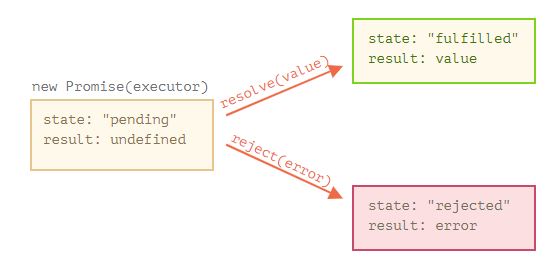 new Promise(executor)
state: "pending"
result: undefined
resolve(value)
reject(error)
state: "fulfilled"
result: value
state: "rejected"
result: error